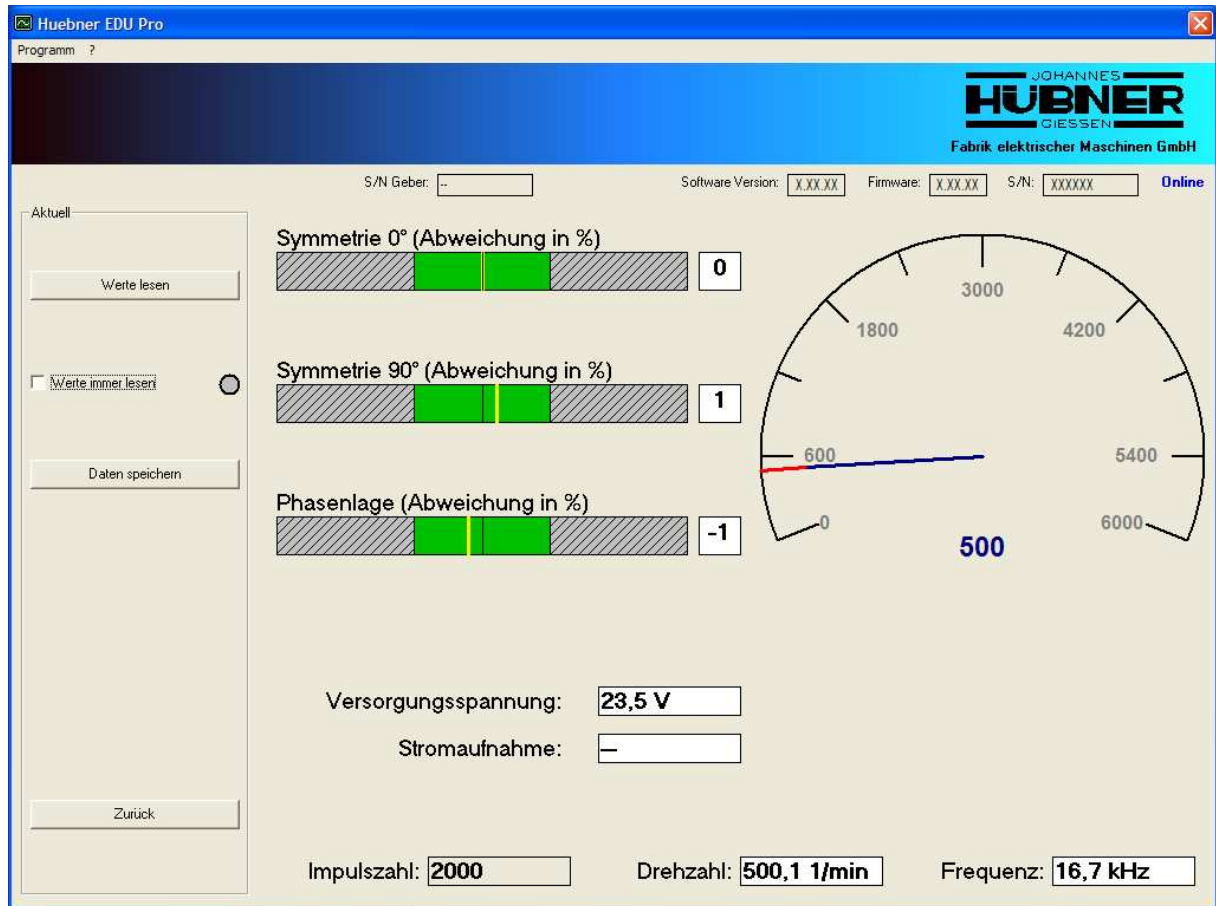 Huebner EDU Pro
Programm ?
JOHANNES
HÜBNER
GIESSEN
Fabrik elektrischer Maschinen GmbH
S/N Geber: -- Software Version: X.XX.XX Firmware: X.XX.XX S/N: XXXXXX Online
Aktuell
Werte lesen
Werte immer lesen
Daten speichern
Zurück
Symmetrie 0° (Abweichung in %)
0
Symmetrie 90° (Abweichung in %)
1
Phasenlage (Abweichung in %)
-1
0
600
1800
3000
4200
5400
6000
500
Versorgungsspannung: 23,5 V
Stromaufnahme: —
Impulszahl: 2000 Drehzahl: 500,1 1/min Frequenz: 16,7 kHz